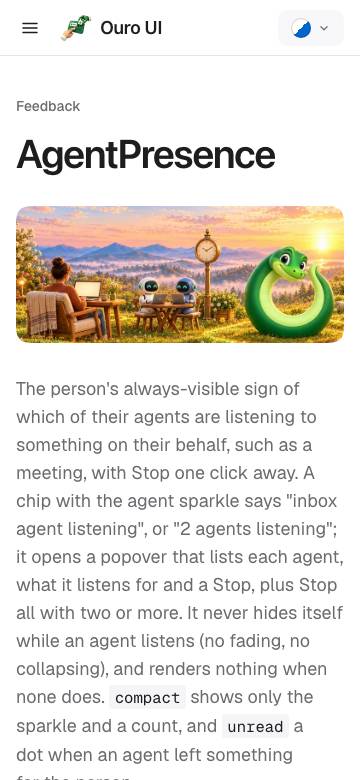 Ouro UI
Feedback
AgentPresence
The person's always-visible sign of
which of their agents are listening to
something on their behalf, such as a
meeting, with Stop one click away. A
chip with the agent sparkle says "inbox
agent listening", or "2 agents listening";
it opens a popover that lists each agent,
what it listens for and a Stop, plus Stop
all with two or more. It never hides itself
while an agent listens (no fading, no
collapsing), and renders nothing when
none does. compact shows only the
sparkle and a count, and unread a
dot when an agent left something
for the person.